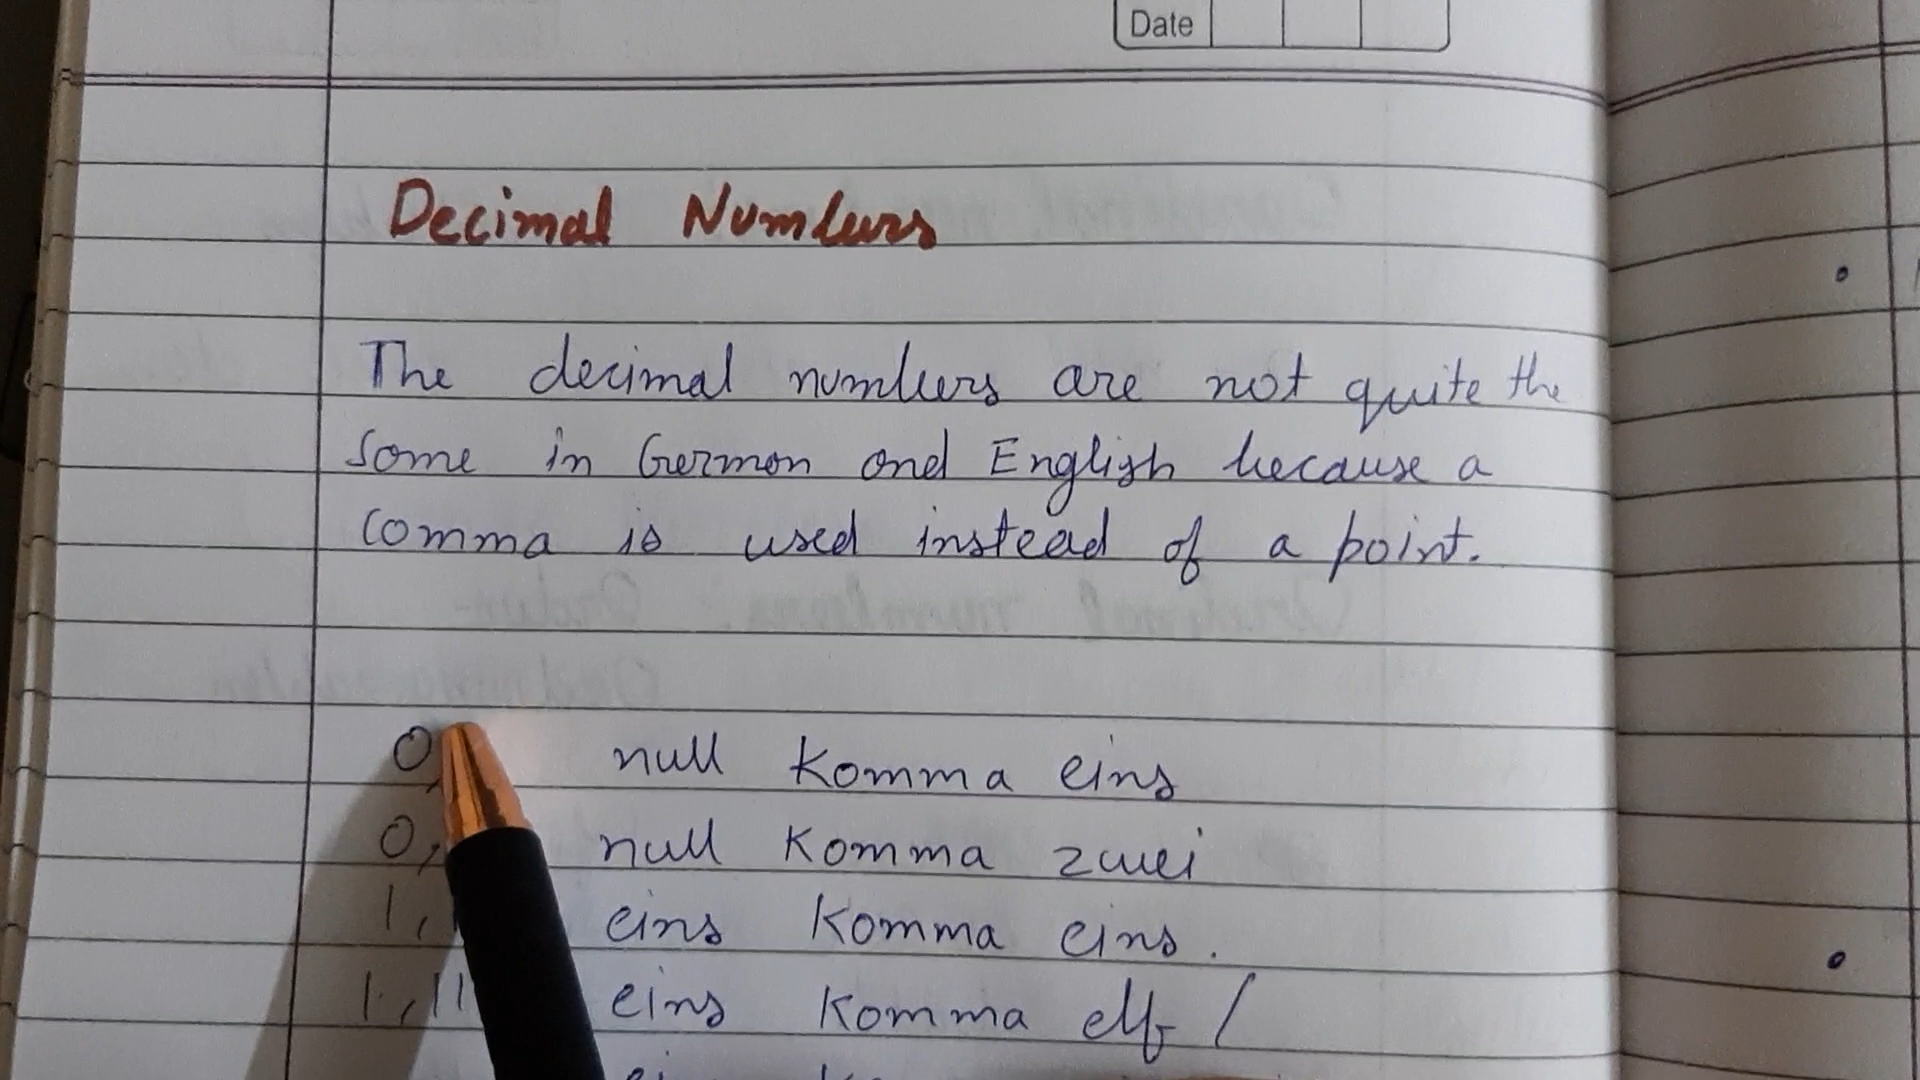 Date
Decimal Numbers
The decimal numbers are not quite the
same in German and English because a
comma is used instead of a point.
0, null Komma eins
0, null Komma zwei
1, eins Komma eins.
1,11 eins Komma elf /